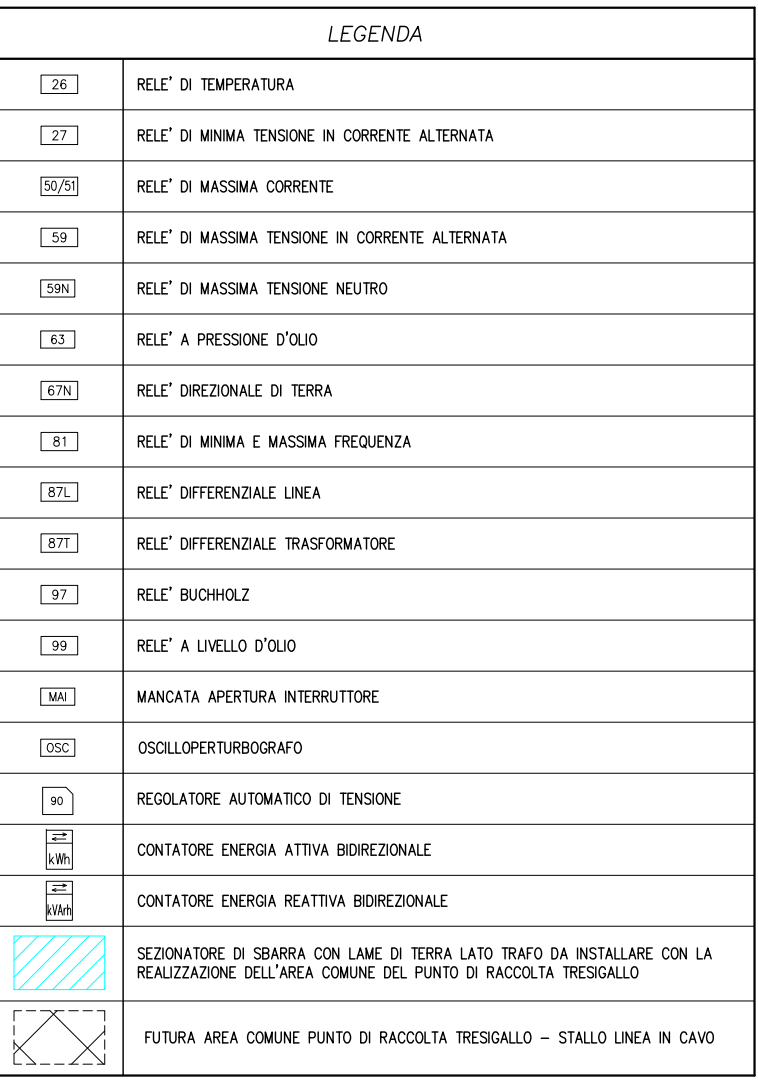 LEGENDA
26 RELE' DI TEMPERATURA
27 RELE' DI MINIMA TENSIONE IN CORRENTE ALTERNATA
50/51 RELE' DI MASSIMA CORRENTE
59 RELE' DI MASSIMA TENSIONE IN CORRENTE ALTERNATA
59N RELE' DI MASSIMA TENSIONE NEUTRO
63 RELE' A PRESSIONE D'OLIO
67N RELE' DIREZIONALE DI TERRA
81 RELE' DI MINIMA E MASSIMA FREQUENZA
87L RELE' DIFFERENZIALE LINEA
87T RELE' DIFFERENZIALE TRASFORMATORE
97 RELE' BUCHHOLZ
99 RELE' A LIVELLO D'OLIO
MAI MANCATA APERTURA INTERRUTTORE
OSC OSCILLOPERTURBOGRAFO
90 REGOLATORE AUTOMATICO DI TENSIONE
kWh CONTATORE ENERGIA ATTIVA BIDIREZIONALE
kVArh CONTATORE ENERGIA REATTIVA BIDIREZIONALE
SEZIONATORE DI SBARRA CON LAME DI TERRA LATO TRAFO DA INSTALLARE CON LA
REALIZZAZIONE DELL'AREA COMUNE DEL PUNTO DI RACCOLTA TRESIGALLO
FUTURA AREA COMUNE PUNTO DI RACCOLTA TRESIGALLO – STALLO LINEA IN CAVO